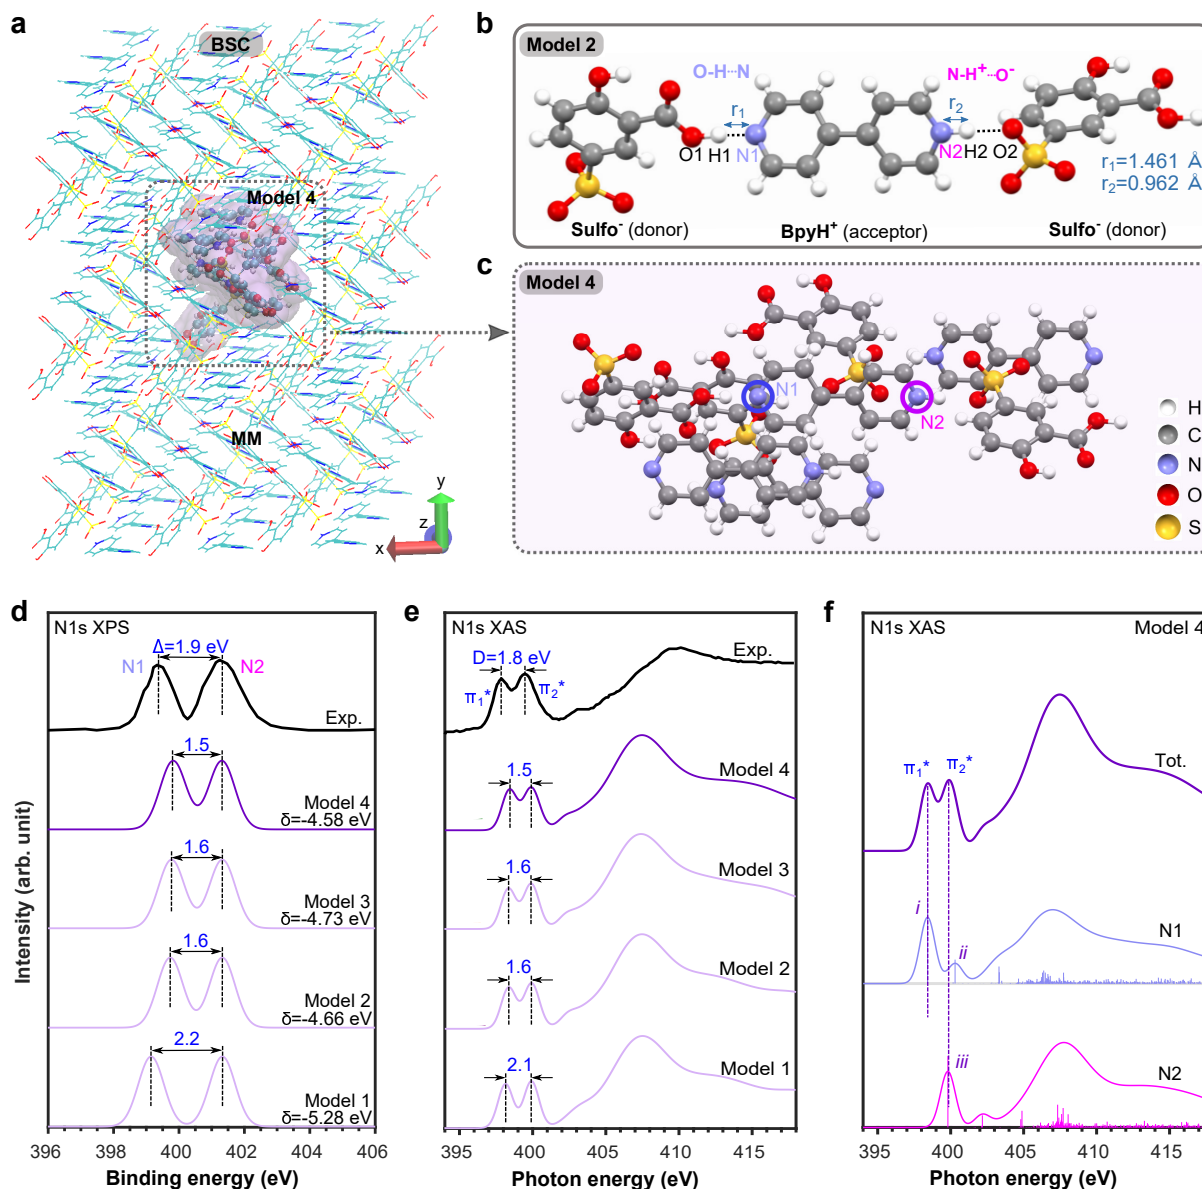 a
BSC
Model 4
MM
y
z
x
b
Model 2
O-H···N
N-H⁺···O⁻
r₁
r₂
O1 H1 N1
N2 H2 O2
r₁=1.461 Å
r₂=0.962 Å
Sulfo⁻ (donor)
BpyH⁺ (acceptor)
Sulfo⁻ (donor)
c
Model 4
N1
N2
H
C
N
O
S
d
N1s XPS
Δ=1.9 eV
N1
N2
Exp.
1.5
Model 4
δ=-4.58 eV
1.6
Model 3
δ=-4.73 eV
1.6
Model 2
δ=-4.66 eV
2.2
Model 1
δ=-5.28 eV
396 398 400 402 404 406
Binding energy (eV)
Intensity (arb. unit)
e
N1s XAS
Exp.
D=1.8 eV
π₁*
π₂*
1.5
Model 4
1.6
Model 3
1.6
Model 2
2.1
Model 1
395 400 405 410 415
Photon energy (eV)
f
N1s XAS
Model 4
π₁*
π₂*
Tot.
i
ii
N1
iii
N2
395 400 405 410 415
Photon energy (eV)